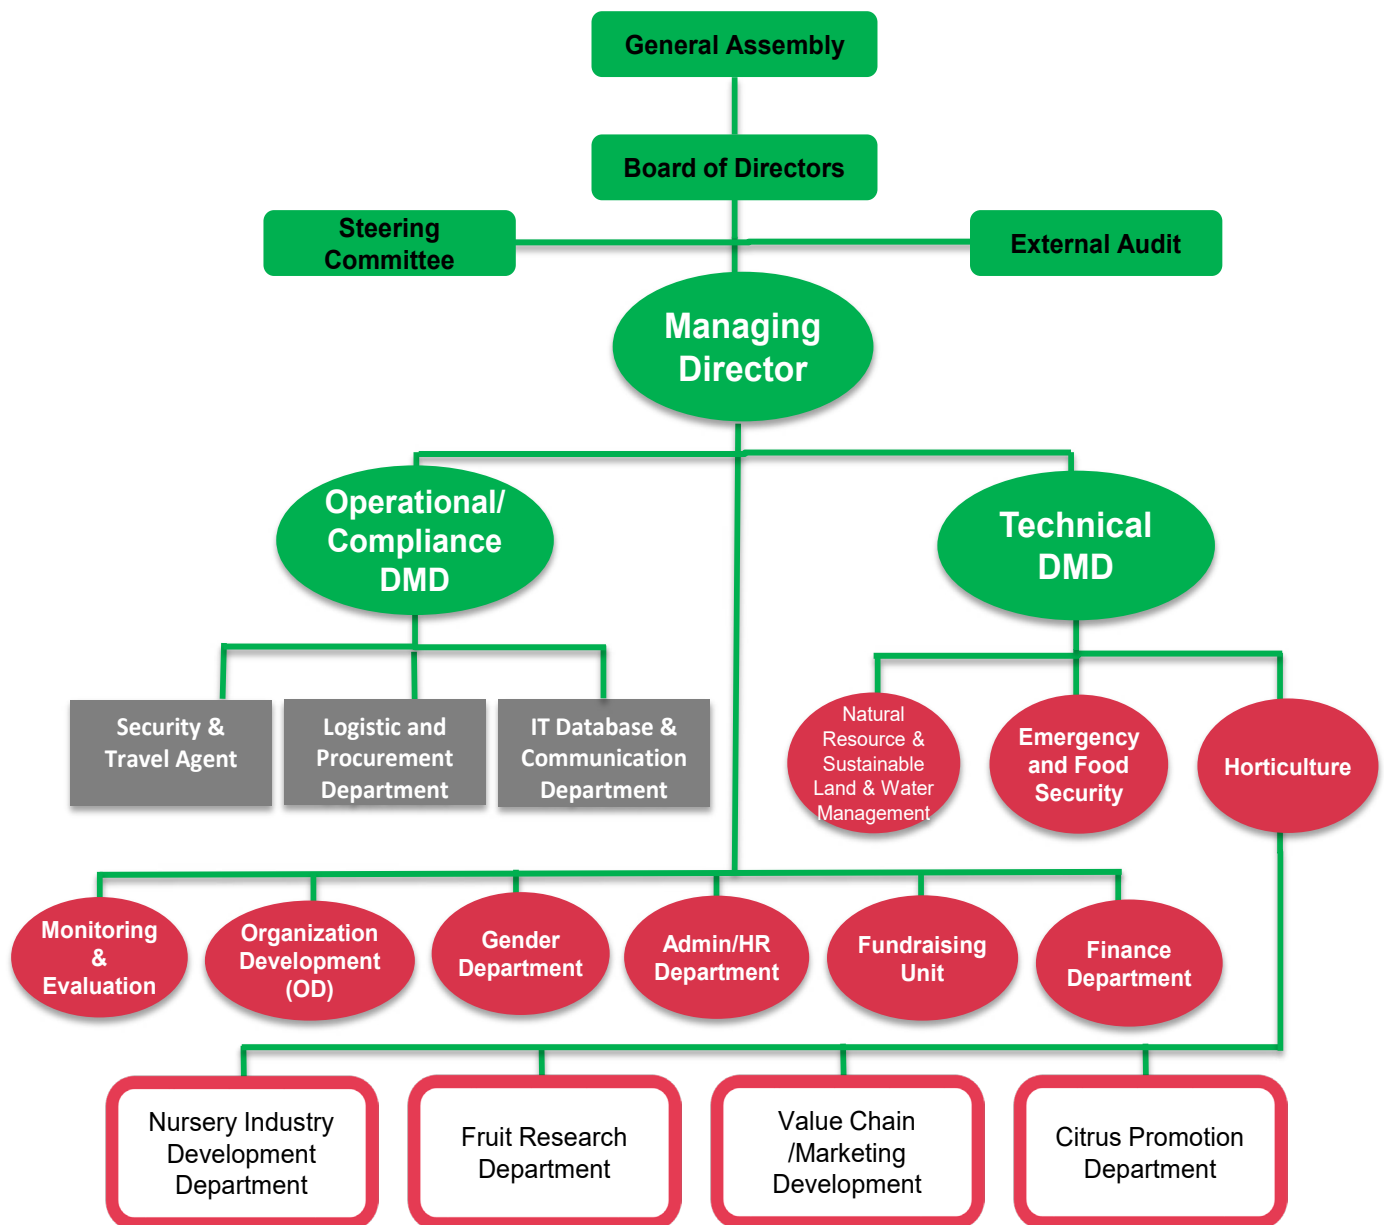 General Assembly
Board of Directors
Steering
Committee
External Audit
Managing
Director
Operational/
Compliance
DMD
Technical
DMD
Security &
Travel Agent
Logistic and
Procurement
Department
IT Database &
Communication
Department
Natural
Resource &
Sustainable
Land & Water
Management
Emergency
and Food
Security
Horticulture
Monitoring
&
Evaluation
Organization
Development
(OD)
Gender
Department
Admin/HR
Department
Fundraising
Unit
Finance
Department
Nursery Industry
Development
Department
Fruit Research
Department
Value Chain
/Marketing
Development
Citrus Promotion
Department